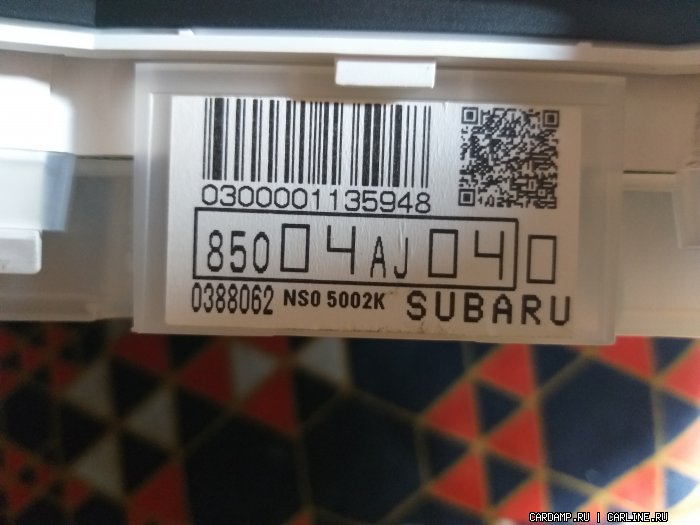 0300001135948
85004AJ040
0388062 NS0 5002K SUBARU
CARDAMP.RU | CARLINE.RU